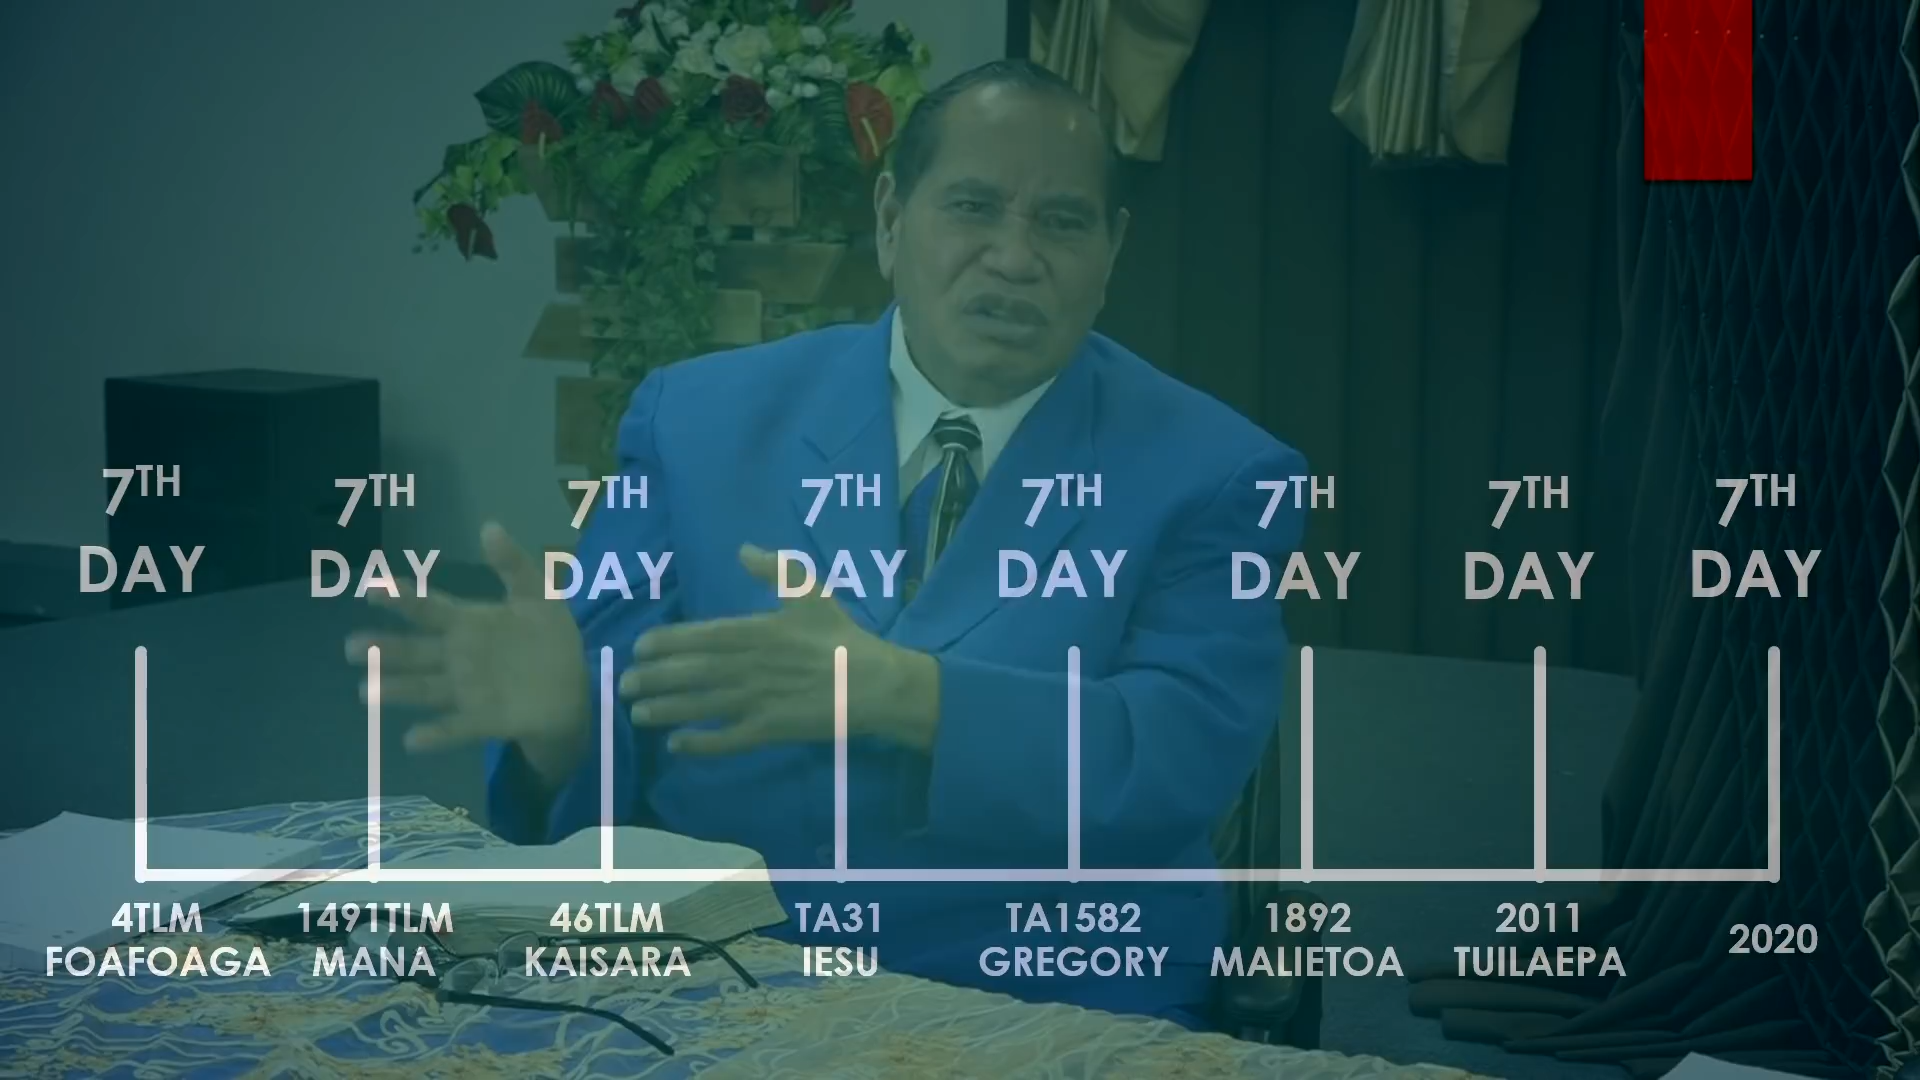 7TH
DAY
7TH
DAY
7TH
DAY
7TH
DAY
7TH
DAY
7TH
DAY
7TH
DAY
7TH
DAY
4TLM
FOAFOAGA
1491TLM
MANA
46TLM
KAISARA
TA31
IESU
TA1582
GREGORY
1892
MALIETOA
2011
TUILAEPA
2020